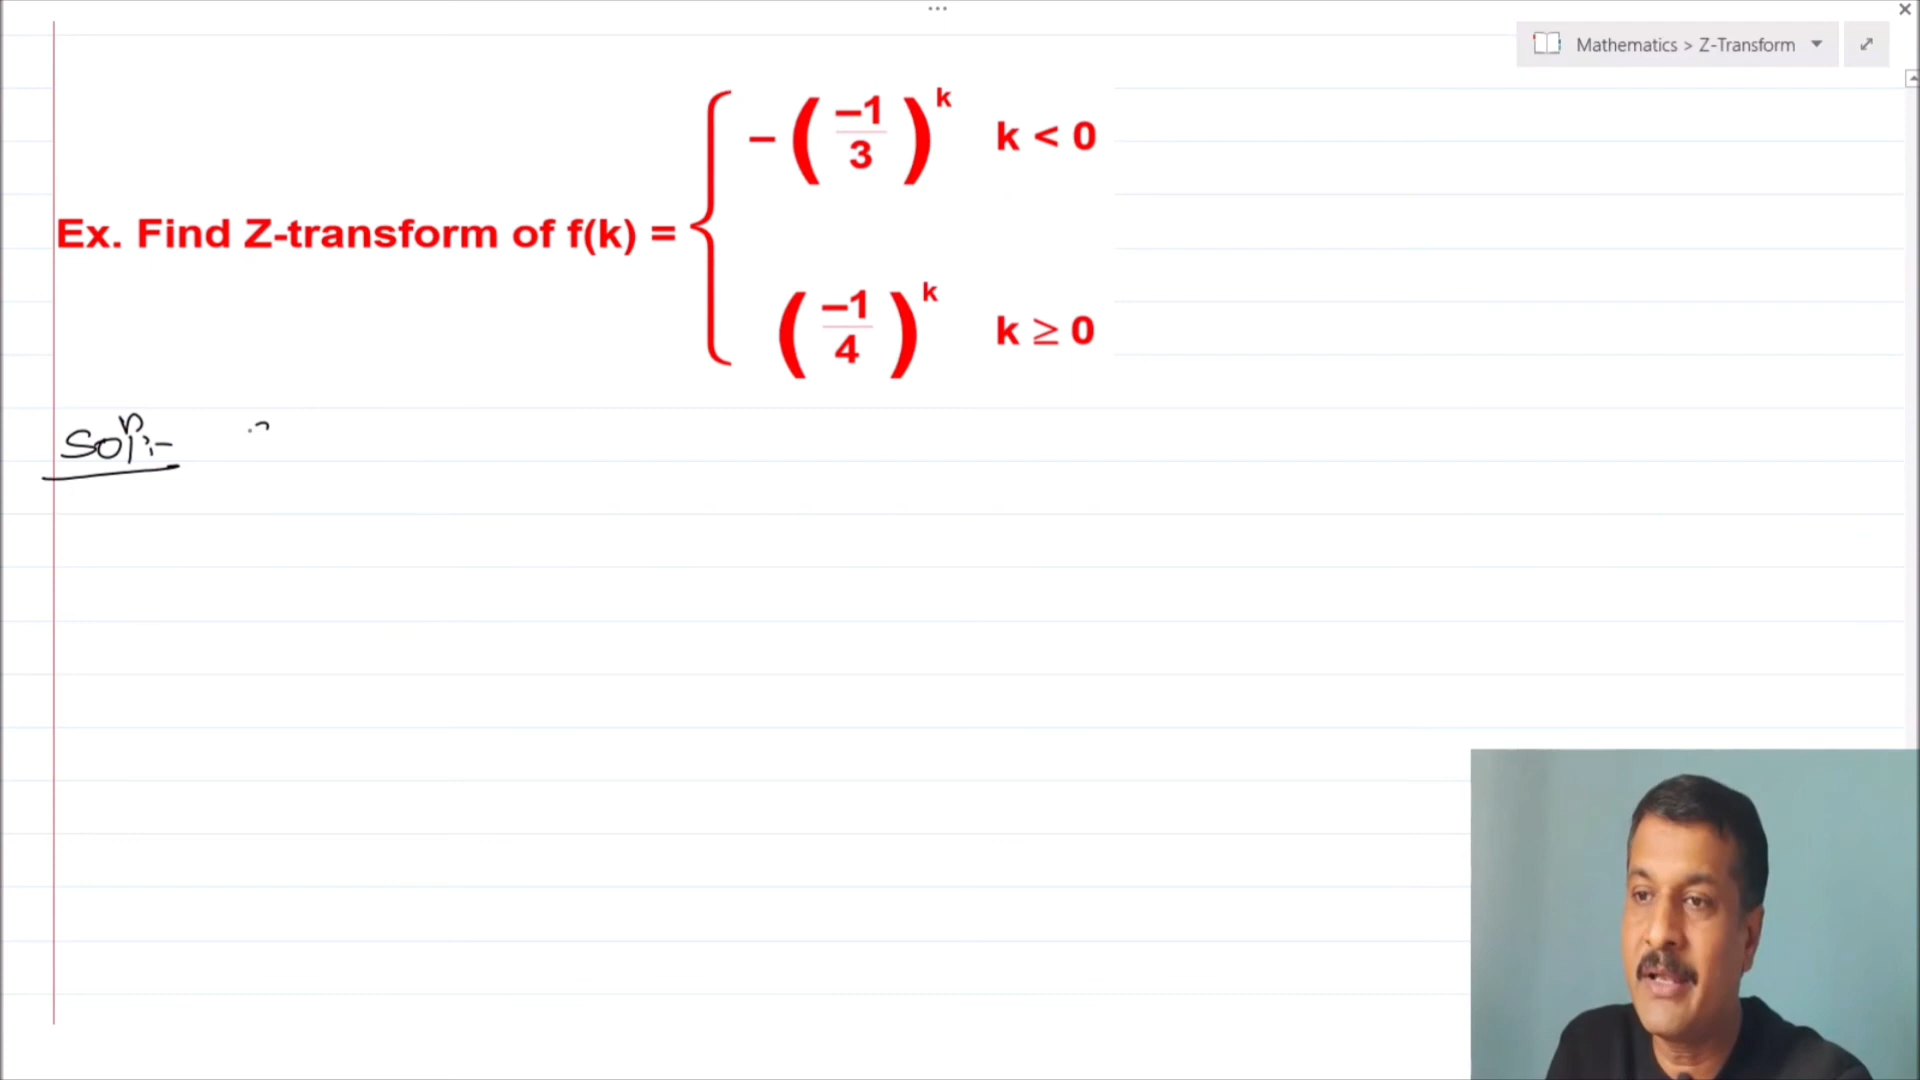 Mathematics > Z-Transform
Ex. Find Z-transform of f(k) = { –(–1/3)^k k < 0
(–1/4)^k k ≥ 0
Solⁿ:-